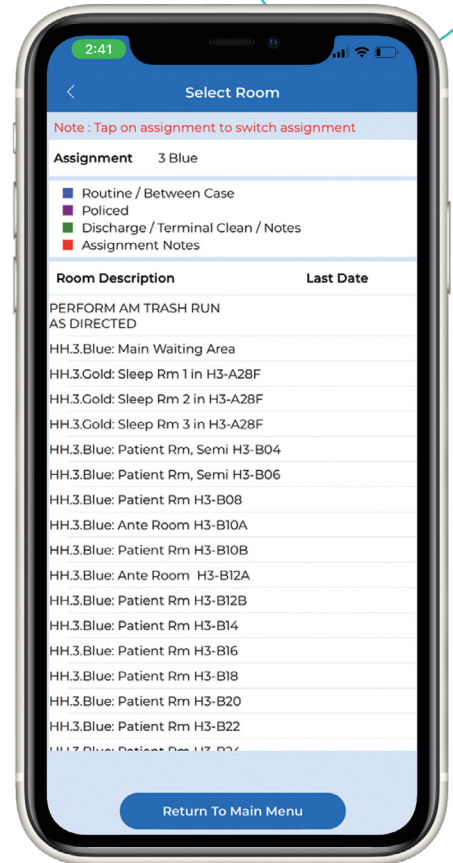 2:41
Select Room
Note : Tap on assignment to switch assignment
Assignment 3 Blue
Routine / Between Case
Policed
Discharge / Terminal Clean / Notes
Assignment Notes
Room Description Last Date
PERFORM AM TRASH RUN
AS DIRECTED
HH.3.Blue: Main Waiting Area
HH.3.Gold: Sleep Rm 1 in H3-A28F
HH.3.Gold: Sleep Rm 2 in H3-A28F
HH.3.Gold: Sleep Rm 3 in H3-A28F
HH.3.Blue: Patient Rm, Semi H3-B04
HH.3.Blue: Patient Rm, Semi H3-B06
HH.3.Blue: Patient Rm H3-B08
HH.3.Blue: Ante Room H3-B10A
HH.3.Blue: Patient Rm H3-B10B
HH.3.Blue: Ante Room H3-B12A
HH.3.Blue: Patient Rm H3-B12B
HH.3.Blue: Patient Rm H3-B14
HH.3.Blue: Patient Rm H3-B16
HH.3.Blue: Patient Rm H3-B18
HH.3.Blue: Patient Rm H3-B20
HH.3.Blue: Patient Rm H3-B22
Return To Main Menu